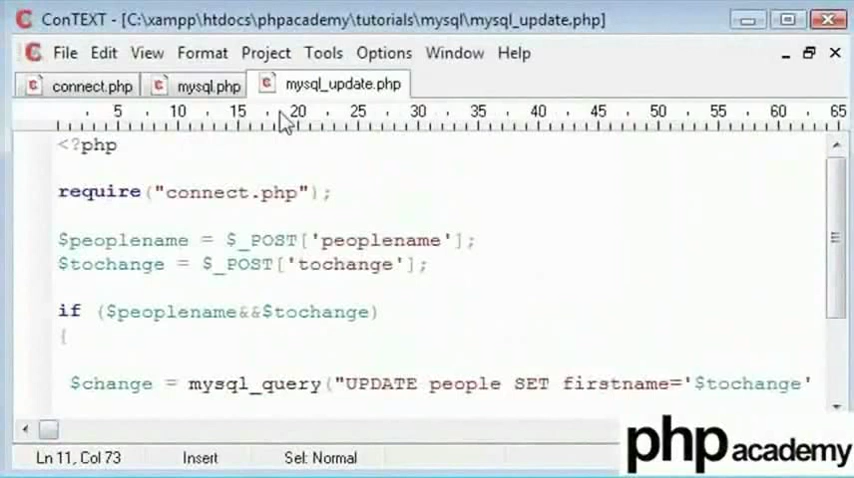 ConTEXT - [C:\xampp\htdocs\phpacademy\tutorials\mysql\mysql_update.php]
File Edit View Format Project Tools Options Window Help
connect.php mysql.php mysql_update.php
5 10 15 20 25 30 35 40 45 50 55 60 65
<?php
require("connect.php");
$peoplename = $_POST['peoplename'];
$tochange = $_POST['tochange'];
if ($peoplename&&$tochange)
{
$change = mysql_query("UPDATE people SET firstname='$tochange'
Ln 11, Col 73 Insert Sel: Normal
php academy